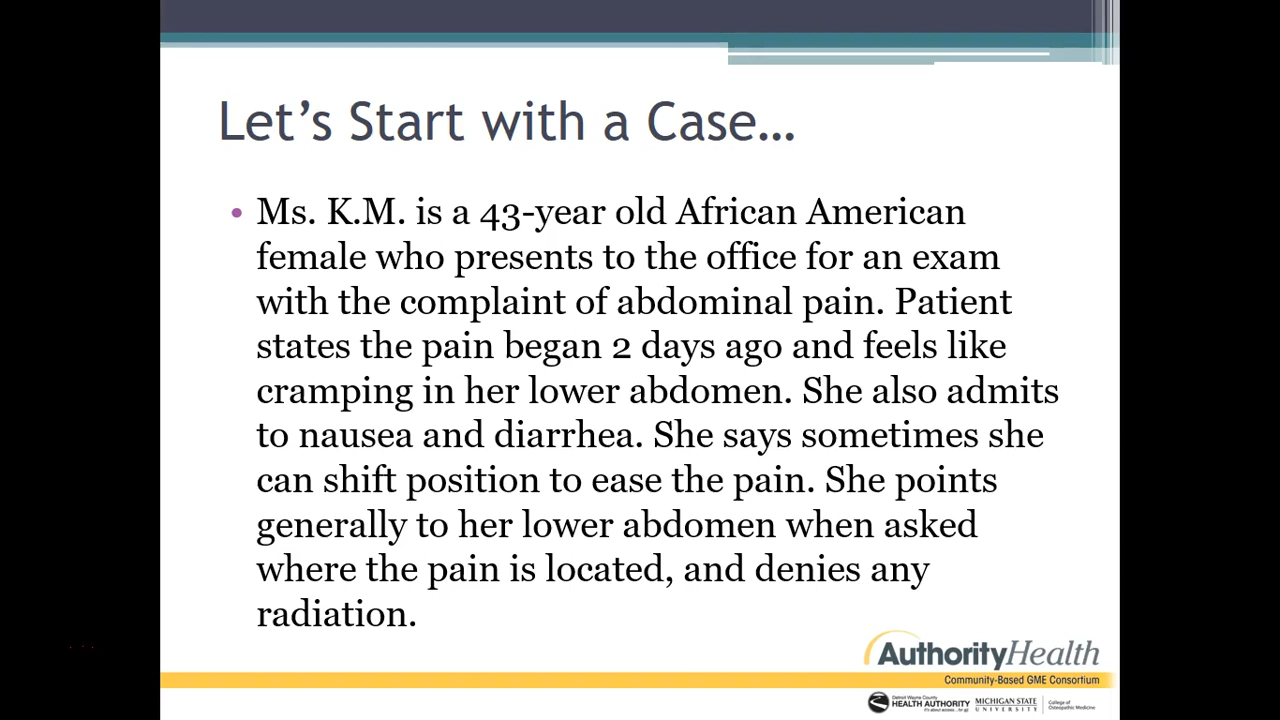 Let’s Start with a Case…
• Ms. K.M. is a 43-year old African American
female who presents to the office for an exam
with the complaint of abdominal pain. Patient
states the pain began 2 days ago and feels like
cramping in her lower abdomen. She also admits
to nausea and diarrhea. She says sometimes she
can shift position to ease the pain. She points
generally to her lower abdomen when asked
where the pain is located, and denies any
radiation.
AuthorityHealth
Community-Based GME Consortium
Detroit Wayne County
HEALTH AUTHORITY
MICHIGAN STATE
UNIVERSITY
College of
Osteopathic Medicine